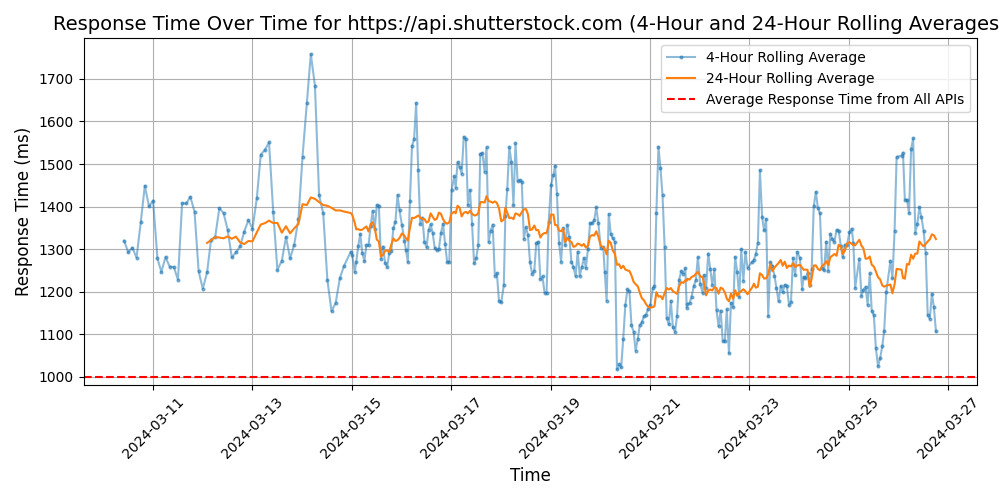 Response Time Over Time for https://api.shutterstock.com (4-Hour and 24-Hour Rolling Averages
4-Hour Rolling Average
24-Hour Rolling Average
Average Response Time from All APIs
Response Time (ms)
1700
1600
1500
1400
1300
1200
1100
1000
2024-03-11
2024-03-13
2024-03-15
2024-03-17
2024-03-19
2024-03-21
2024-03-23
2024-03-25
2024-03-27
Time